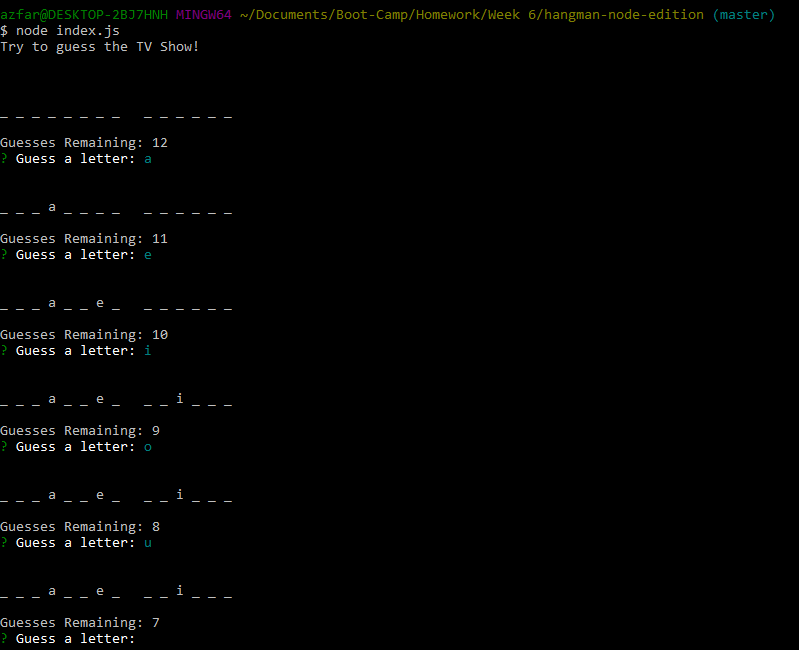 azfar@DESKTOP-2BJ7HNH MINGW64 ~/Documents/Boot-Camp/Homework/Week 6/hangman-node-edition (master)
$ node index.js
Try to guess the TV Show!
_ _ _ _ _ _ _ _   _ _ _ _ _ _
Guesses Remaining: 12
? Guess a letter: a
_ _ _ a _ _ _ _   _ _ _ _ _ _
Guesses Remaining: 11
? Guess a letter: e
_ _ _ a _ _ e _   _ _ _ _ _ _
Guesses Remaining: 10
? Guess a letter: i
_ _ _ a _ _ e _   _ _ i _ _ _
Guesses Remaining: 9
? Guess a letter: o
_ _ _ a _ _ e _   _ _ i _ _ _
Guesses Remaining: 8
? Guess a letter: u
_ _ _ a _ _ e _   _ _ i _ _ _
Guesses Remaining: 7
? Guess a letter: